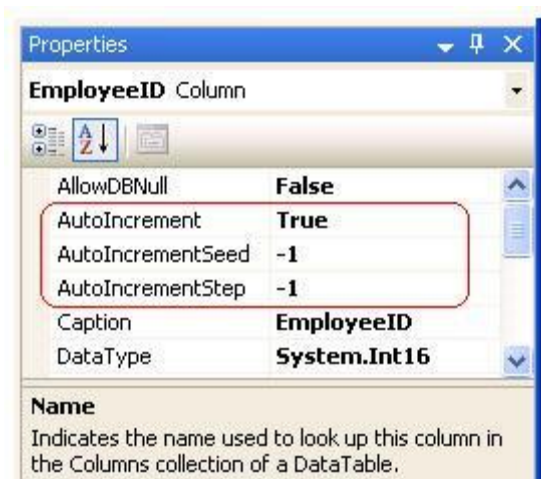 Properties
EmployeeID Column
A
Z
AllowDBNull False
AutoIncrement True
AutoIncrementSeed -1
AutoIncrementStep -1
Caption EmployeeID
DataType System.Int16
Name
Indicates the name used to look up this column in
the Columns collection of a DataTable.